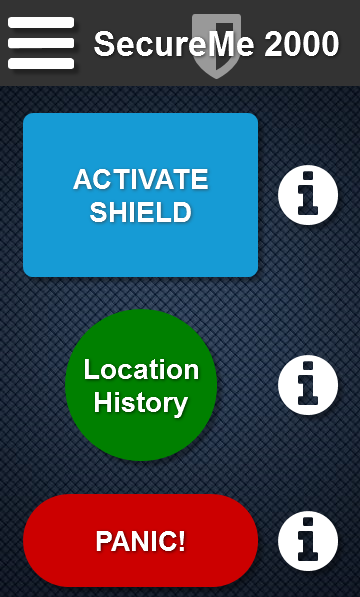 SecureMe 2000
ACTIVATE
SHIELD
Location
History
PANIC!